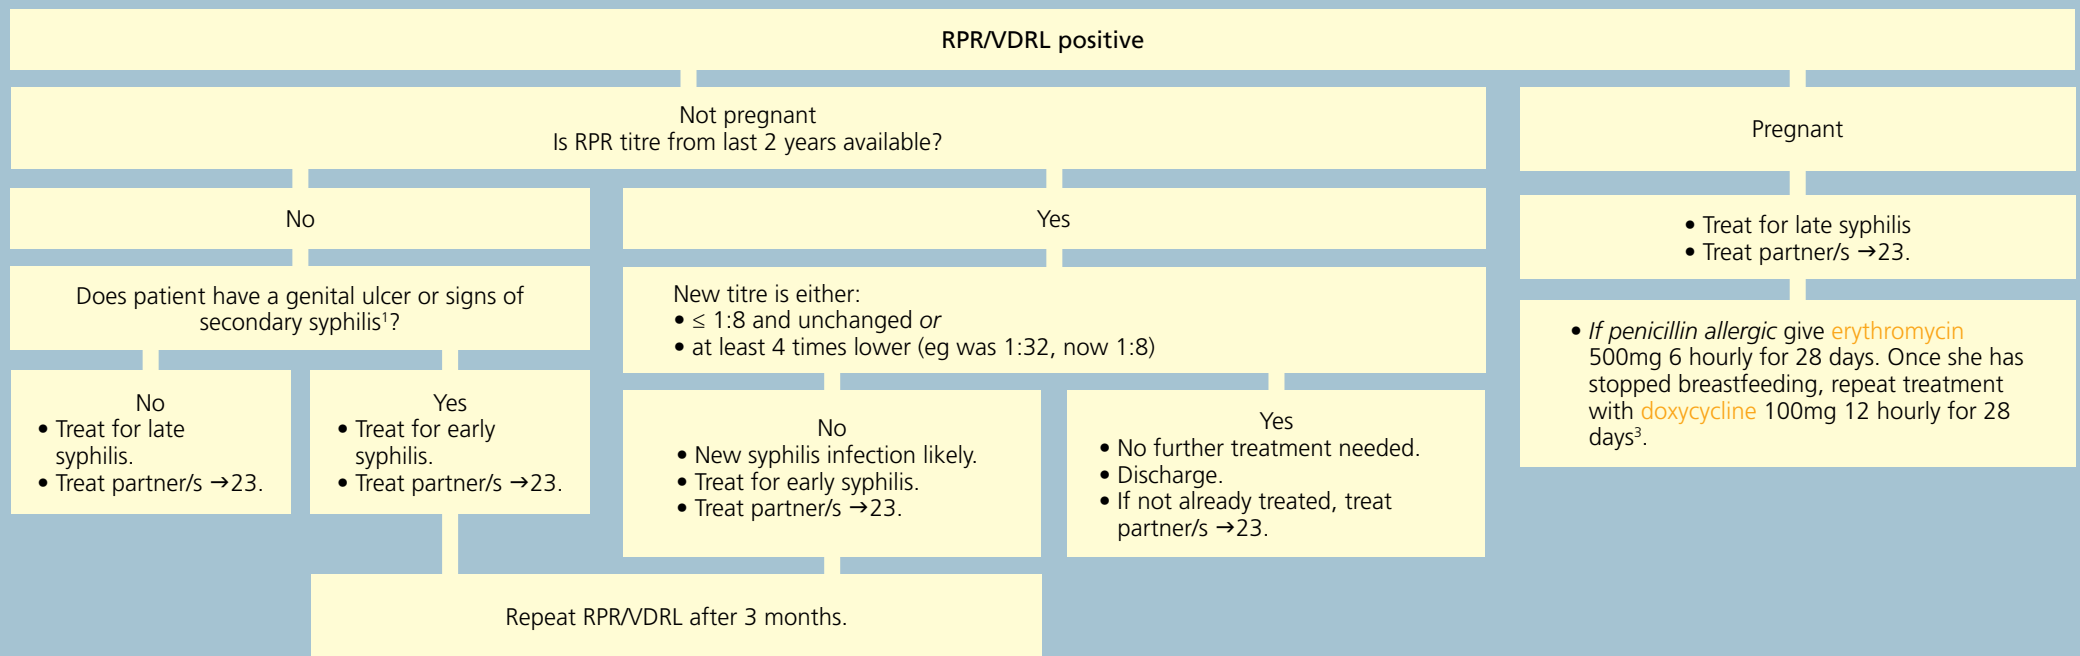 RPR/VDRL positive
Not pregnant
Is RPR titre from last 2 years available?
Pregnant
No
Yes
• Treat for late syphilis
• Treat partner/s →23.
Does patient have a genital ulcer or signs of
secondary syphilis¹?
New titre is either:
• ≤ 1:8 and unchanged or
• at least 4 times lower (eg was 1:32, now 1:8)
• If penicillin allergic give erythromycin
500mg 6 hourly for 28 days. Once she has
stopped breastfeeding, repeat treatment
with doxycycline 100mg 12 hourly for 28
days³.
No
• Treat for late
syphilis.
• Treat partner/s →23.
Yes
• Treat for early
syphilis.
• Treat partner/s →23.
No
• New syphilis infection likely.
• Treat for early syphilis.
• Treat partner/s →23.
Yes
• No further treatment needed.
• Discharge.
• If not already treated, treat
partner/s →23.
Repeat RPR/VDRL after 3 months.